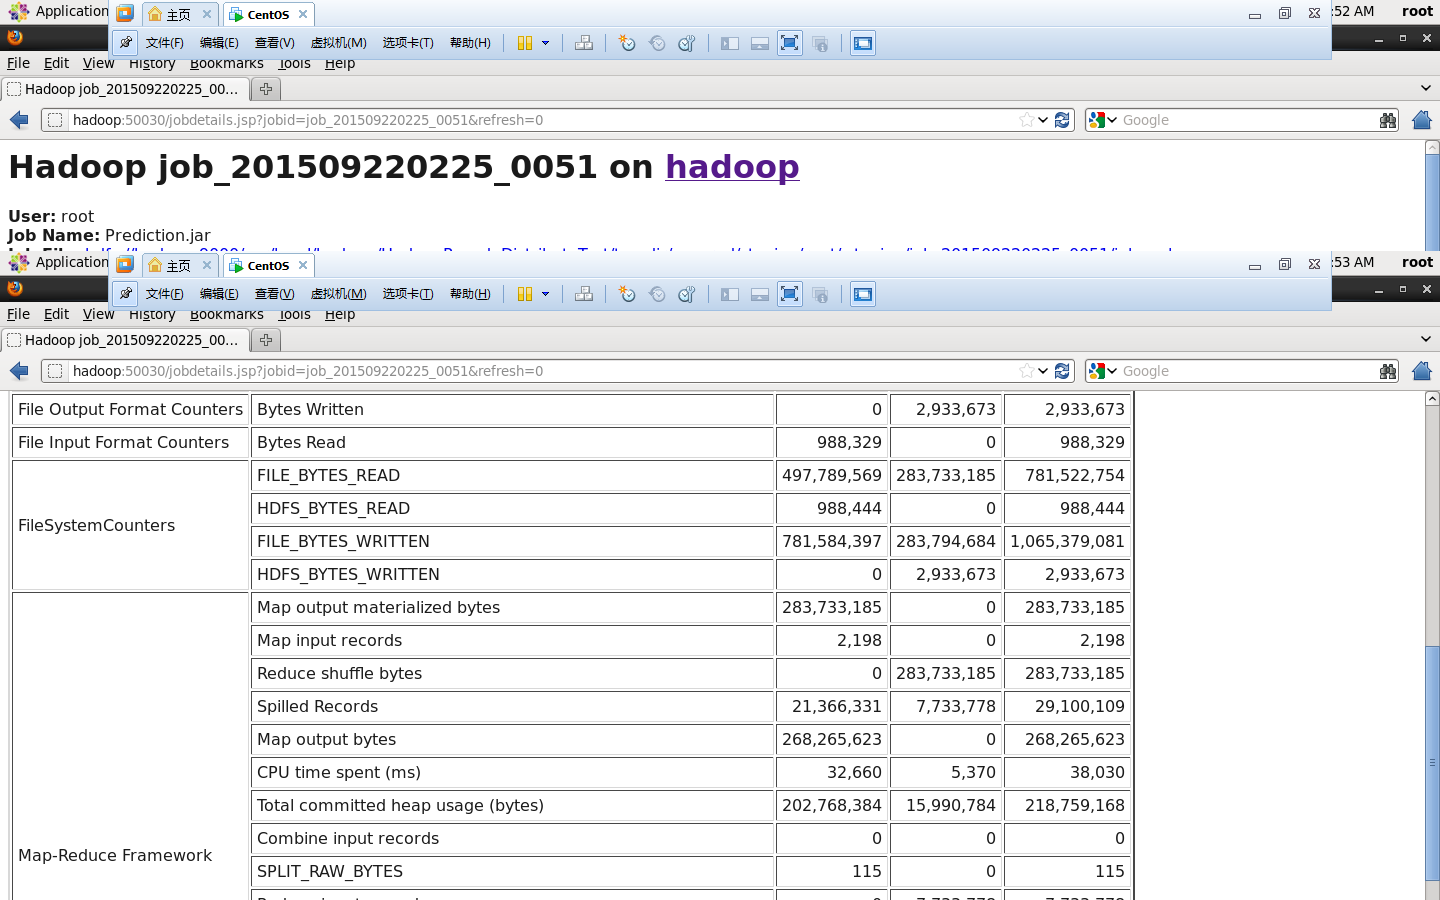 Application
主页
CentOS
:52 AM
root
文件(F)
编辑(E)
查看(V)
虚拟机(M)
选项卡(T)
帮助(H)
File Edit View History Bookmarks Tools Help
Hadoop job_201509220225_00...
hadoop:50030/jobdetails.jsp?jobid=job_201509220225_0051&refresh=0
Google
Hadoop job_201509220225_0051 on hadoop
User: root
Job Name: Prediction.jar
Application
主页
CentOS
:53 AM
root
文件(F)
编辑(E)
查看(V)
虚拟机(M)
选项卡(T)
帮助(H)
File Edit View History Bookmarks Tools Help
Hadoop job_201509220225_00...
hadoop:50030/jobdetails.jsp?jobid=job_201509220225_0051&refresh=0
Google
File Output Format Counters Bytes Written 0 2,933,673 2,933,673
File Input Format Counters Bytes Read 988,329 0 988,329
FileSystemCounters
FILE_BYTES_READ 497,789,569 283,733,185 781,522,754
HDFS_BYTES_READ 988,444 0 988,444
FILE_BYTES_WRITTEN 781,584,397 283,794,684 1,065,379,081
HDFS_BYTES_WRITTEN 0 2,933,673 2,933,673
Map-Reduce Framework
Map output materialized bytes 283,733,185 0 283,733,185
Map input records 2,198 0 2,198
Reduce shuffle bytes 0 283,733,185 283,733,185
Spilled Records 21,366,331 7,733,778 29,100,109
Map output bytes 268,265,623 0 268,265,623
CPU time spent (ms) 32,660 5,370 38,030
Total committed heap usage (bytes) 202,768,384 15,990,784 218,759,168
Combine input records 0 0 0
SPLIT_RAW_BYTES 115 0 115